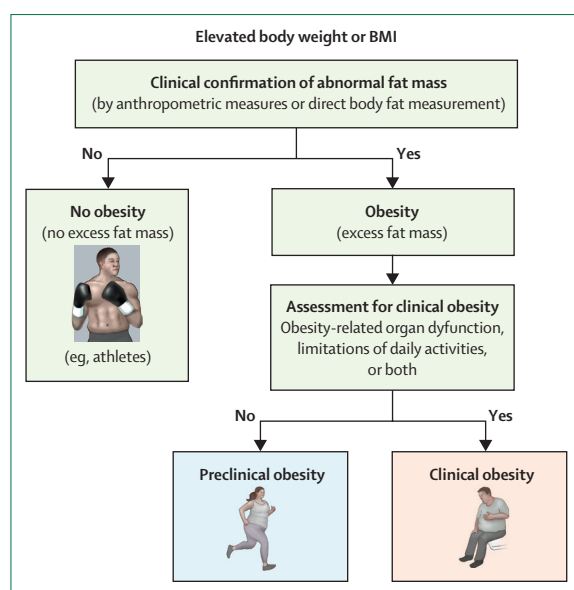 Elevated body weight or BMI
Clinical confirmation of abnormal fat mass
(by anthropometric measures or direct body fat measurement)
No
Yes
No obesity
(no excess fat mass)
(eg, athletes)
Obesity
(excess fat mass)
Assessment for clinical obesity
Obesity-related organ dyfunction,
limitations of daily activities,
or both
No
Yes
Preclinical obesity
Clinical obesity